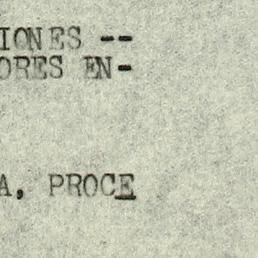 IONES --
ORES EN-
A, PROCE